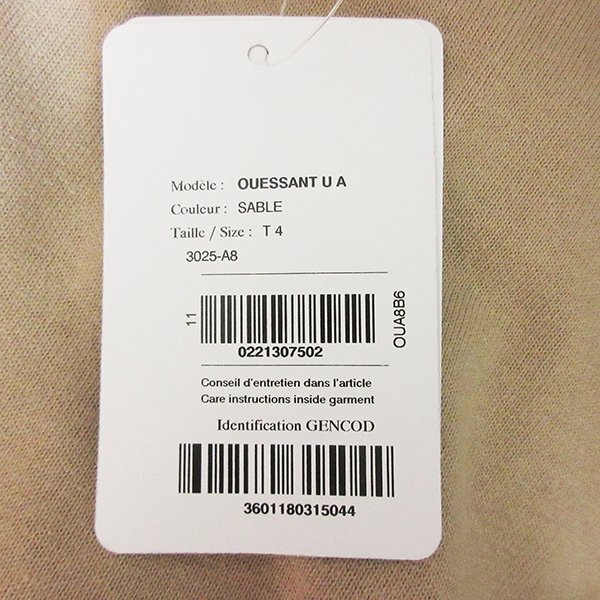 Modèle : OUESSANT U A
Couleur : SABLE
Taille / Size : T 4
3025-A8
11
OUA8B6
0221307502
Conseil d'entretien dans l'article
Care instructions inside garment
Identification GENCOD
3601180315044